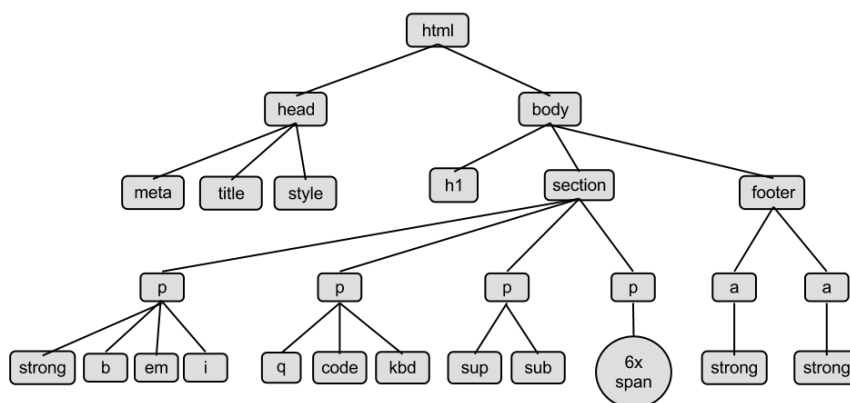 html
head
body
meta
title
style
h1
section
footer
p
p
p
p
a
a
strong
b
em
i
q
code
kbd
sup
sub
6x
span
strong
strong